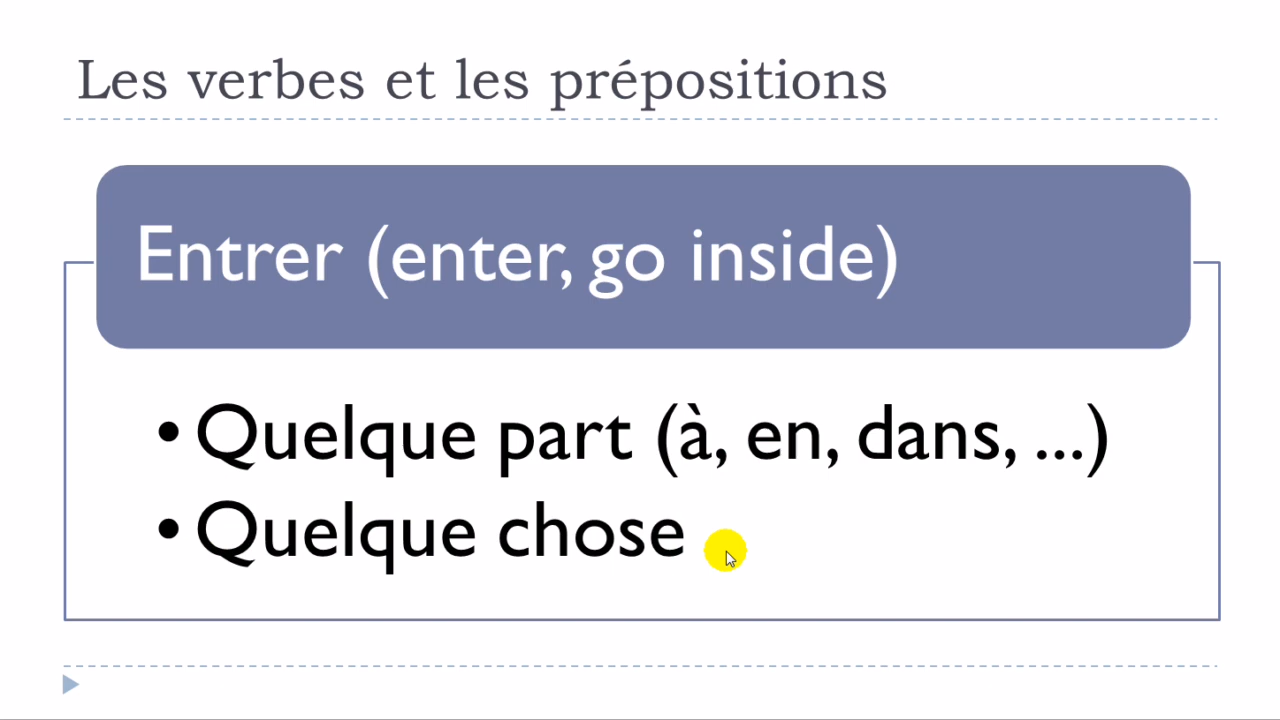 Les verbes et les prépositions
Entrer (enter, go inside)
• Quelque part (à, en, dans, ...)
• Quelque chose